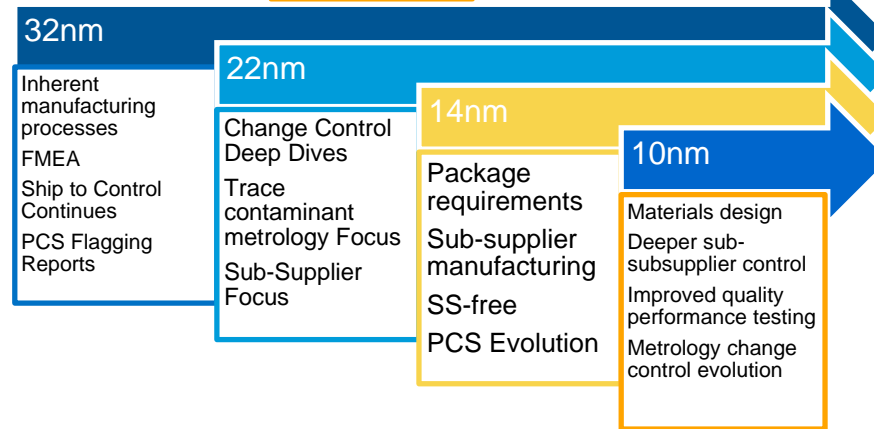 32nm
Inherent
manufacturing
processes
FMEA
Ship to Control
Continues
PCS Flagging
Reports
22nm
Change Control
Deep Dives
Trace
contaminant
metrology Focus
Sub-Supplier
Focus
14nm
Package
requirements
Sub-supplier
manufacturing
SS-free
PCS Evolution
10nm
Materials design
Deeper sub-
subsupplier control
Improved quality
performance testing
Metrology change
control evolution